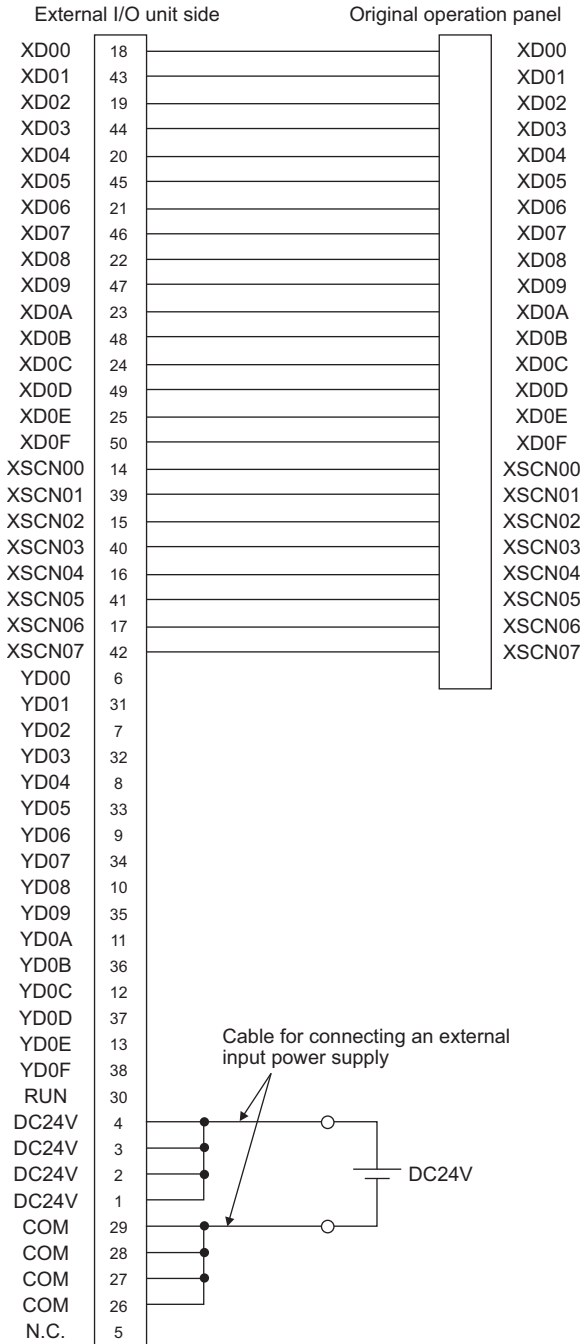 External I/O unit side Original operation panel
XD00 18 XD00
XD01 43 XD01
XD02 19 XD02
XD03 44 XD03
XD04 20 XD04
XD05 45 XD05
XD06 21 XD06
XD07 46 XD07
XD08 22 XD08
XD09 47 XD09
XD0A 23 XD0A
XD0B 48 XD0B
XD0C 24 XD0C
XD0D 49 XD0D
XD0E 25 XD0E
XD0F 50 XD0F
XSCN00 14 XSCN00
XSCN01 39 XSCN01
XSCN02 15 XSCN02
XSCN03 40 XSCN03
XSCN04 16 XSCN04
XSCN05 41 XSCN05
XSCN06 17 XSCN06
XSCN07 42 XSCN07
YD00 6
YD01 31
YD02 7
YD03 32
YD04 8
YD05 33
YD06 9
YD07 34
YD08 10
YD09 35
YD0A 11
YD0B 36
YD0C 12
YD0D 37
YD0E 13
YD0F 38
RUN 30
Cable for connecting an external
input power supply
DC24V 4
DC24V 3
DC24V 2 DC24V
DC24V 1
COM 29
COM 28
COM 27
COM 26
N.C. 5